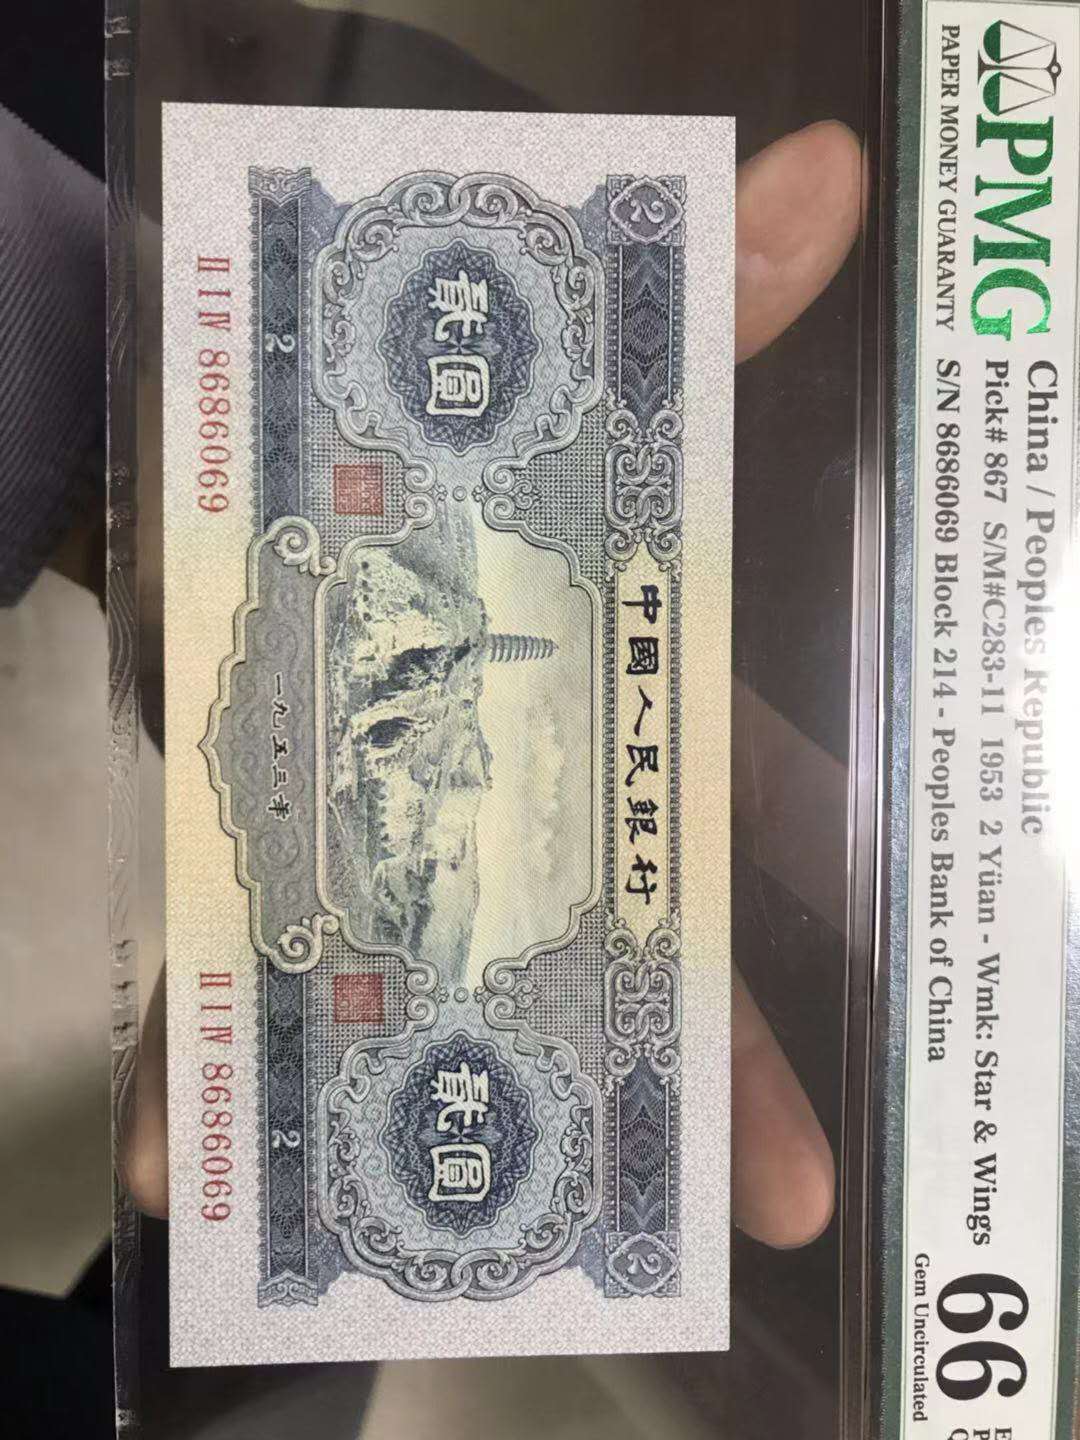 PMG
PAPER MONEY GUARANTY
China / Peoples Republic
Pick# 867 S/M#C283-11 1953 2 Yüan - Wmk: Star & Wings
S/N 8686069 Block 214 - Peoples Bank of China
66
Gem Uncirculated
E
P
2
2
中國人民銀行
貳圓
貳圓
一九五三年
2
2
II I IV 8686069
II I IV 8686069